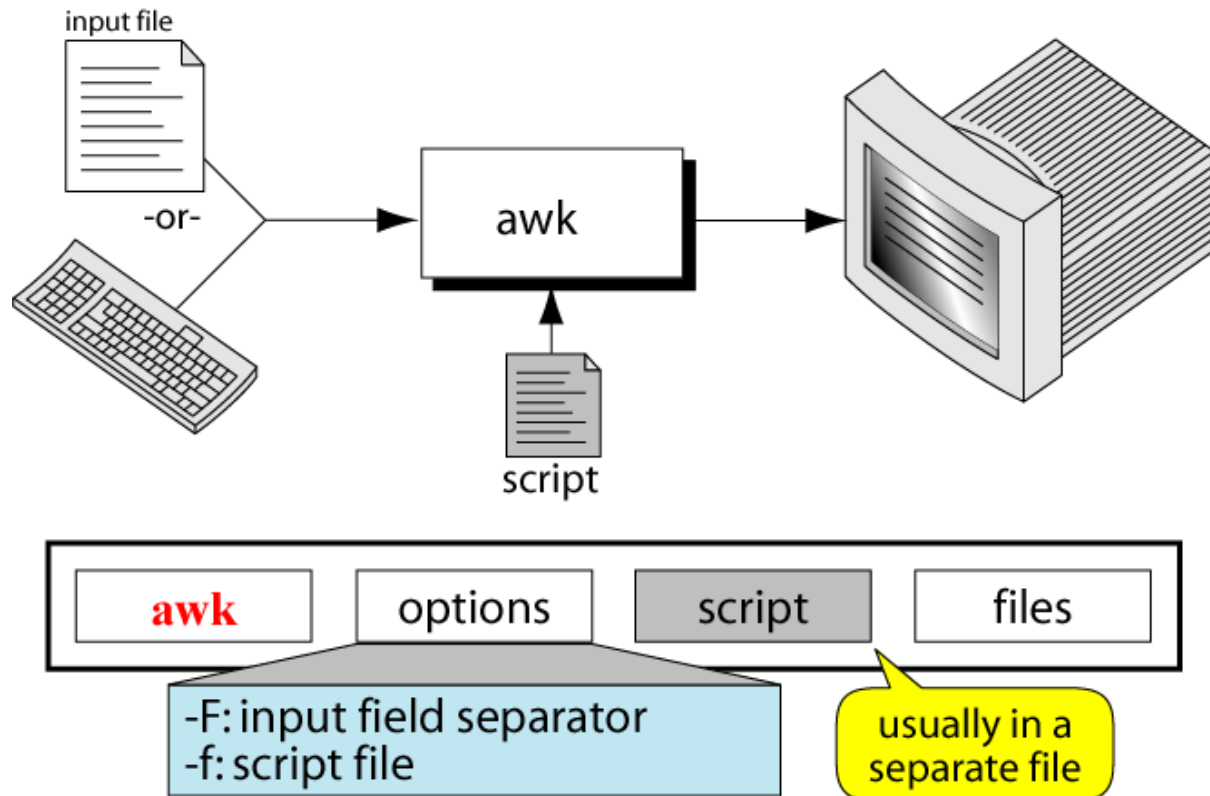 input file
-or-
awk
script
awk
options
script
files
-F: input field separator
-f: script file
usually in a
separate file